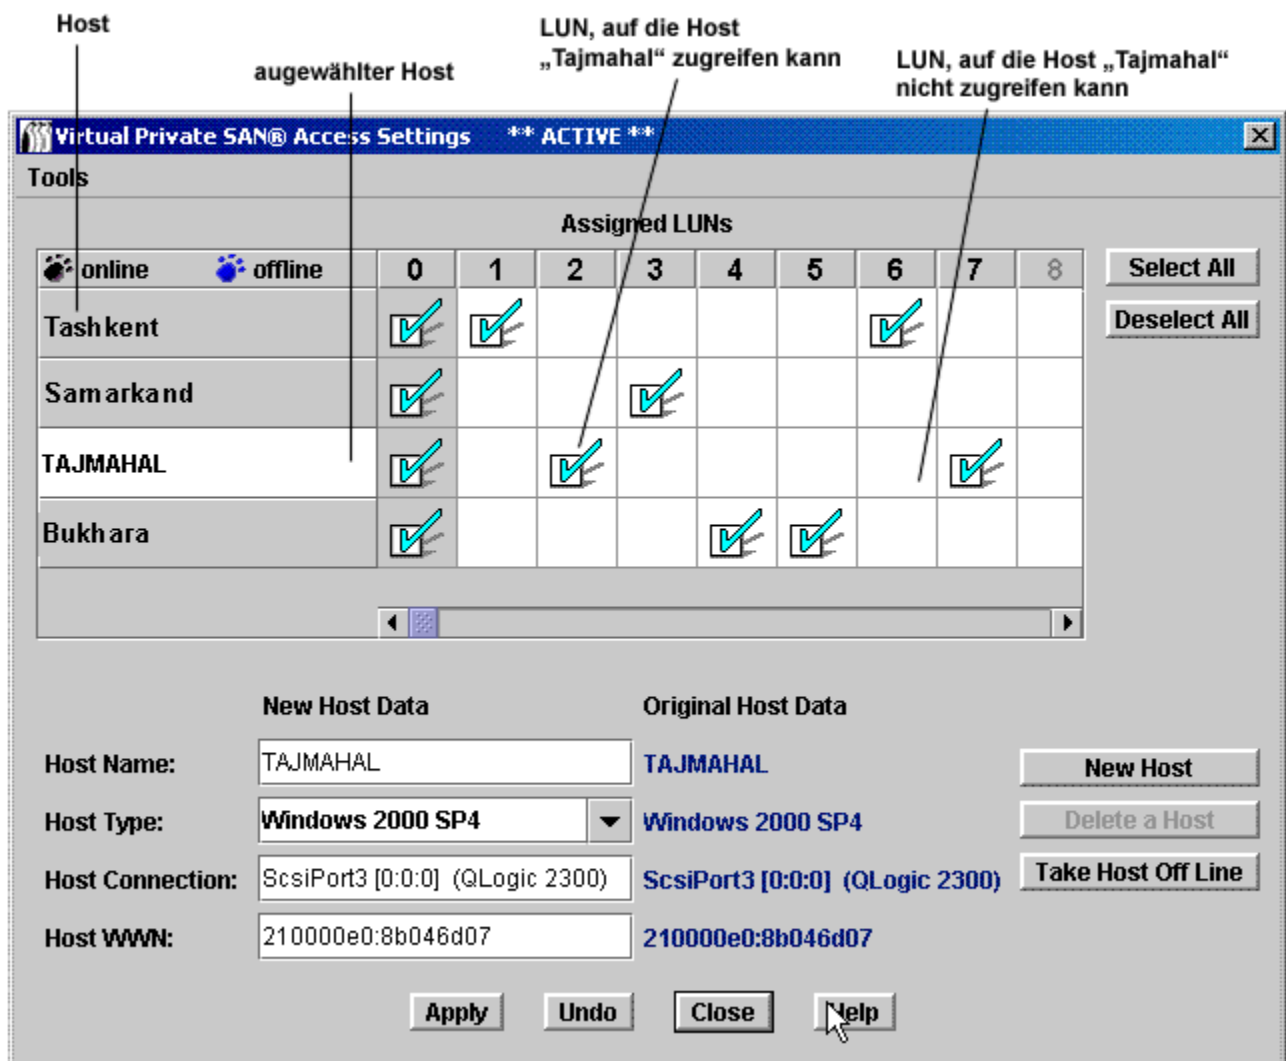 Host
augewählter Host
LUN, auf die Host
„Tajmahal“ zugreifen kann
LUN, auf die Host „Tajmahal“
nicht zugreifen kann
Virtual Private SAN® Access Settings ** ACTIVE **
Tools
Assigned LUNs
online offline 0 1 2 3 4 5 6 7 8
Select All
Deselect All
Tashkent
Samarkand
TAJMAHAL
Bukhara
New Host Data Original Host Data
Host Name: TAJMAHAL TAJMAHAL
New Host
Host Type: Windows 2000 SP4 Windows 2000 SP4
Delete a Host
Host Connection: ScsiPort3 [0:0:0] (QLogic 2300) ScsiPort3 [0:0:0] (QLogic 2300)
Take Host Off Line
Host WWN: 210000e0:8b046d07 210000e0:8b046d07
Apply Undo Close Help